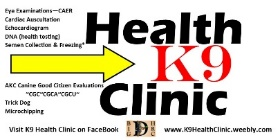 Eye Examinations—CAER
Cardiac Auscultation
Echocardiogram
DNA (health testing)
Semen Collection & Freezing*
Health
K9
Clinic
AKC Canine Good Citizen Evaluations
"CGC"CGCA"CGCU"
Trick Dog
Microchipping
Visit K9 Health Clinic on FaceBook
www.K9HealthClinic.weebly.com